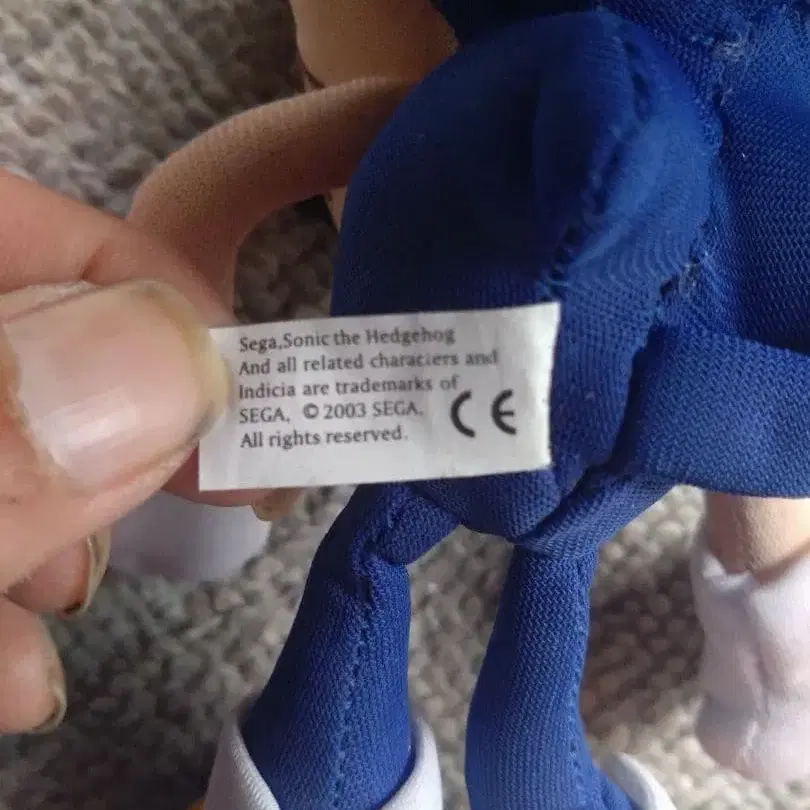 Sega,Sonic the Hedgehog
And all related characters and
Indicia are trademarks of
SEGA, © 2003 SEGA.
All rights reserved.
CE